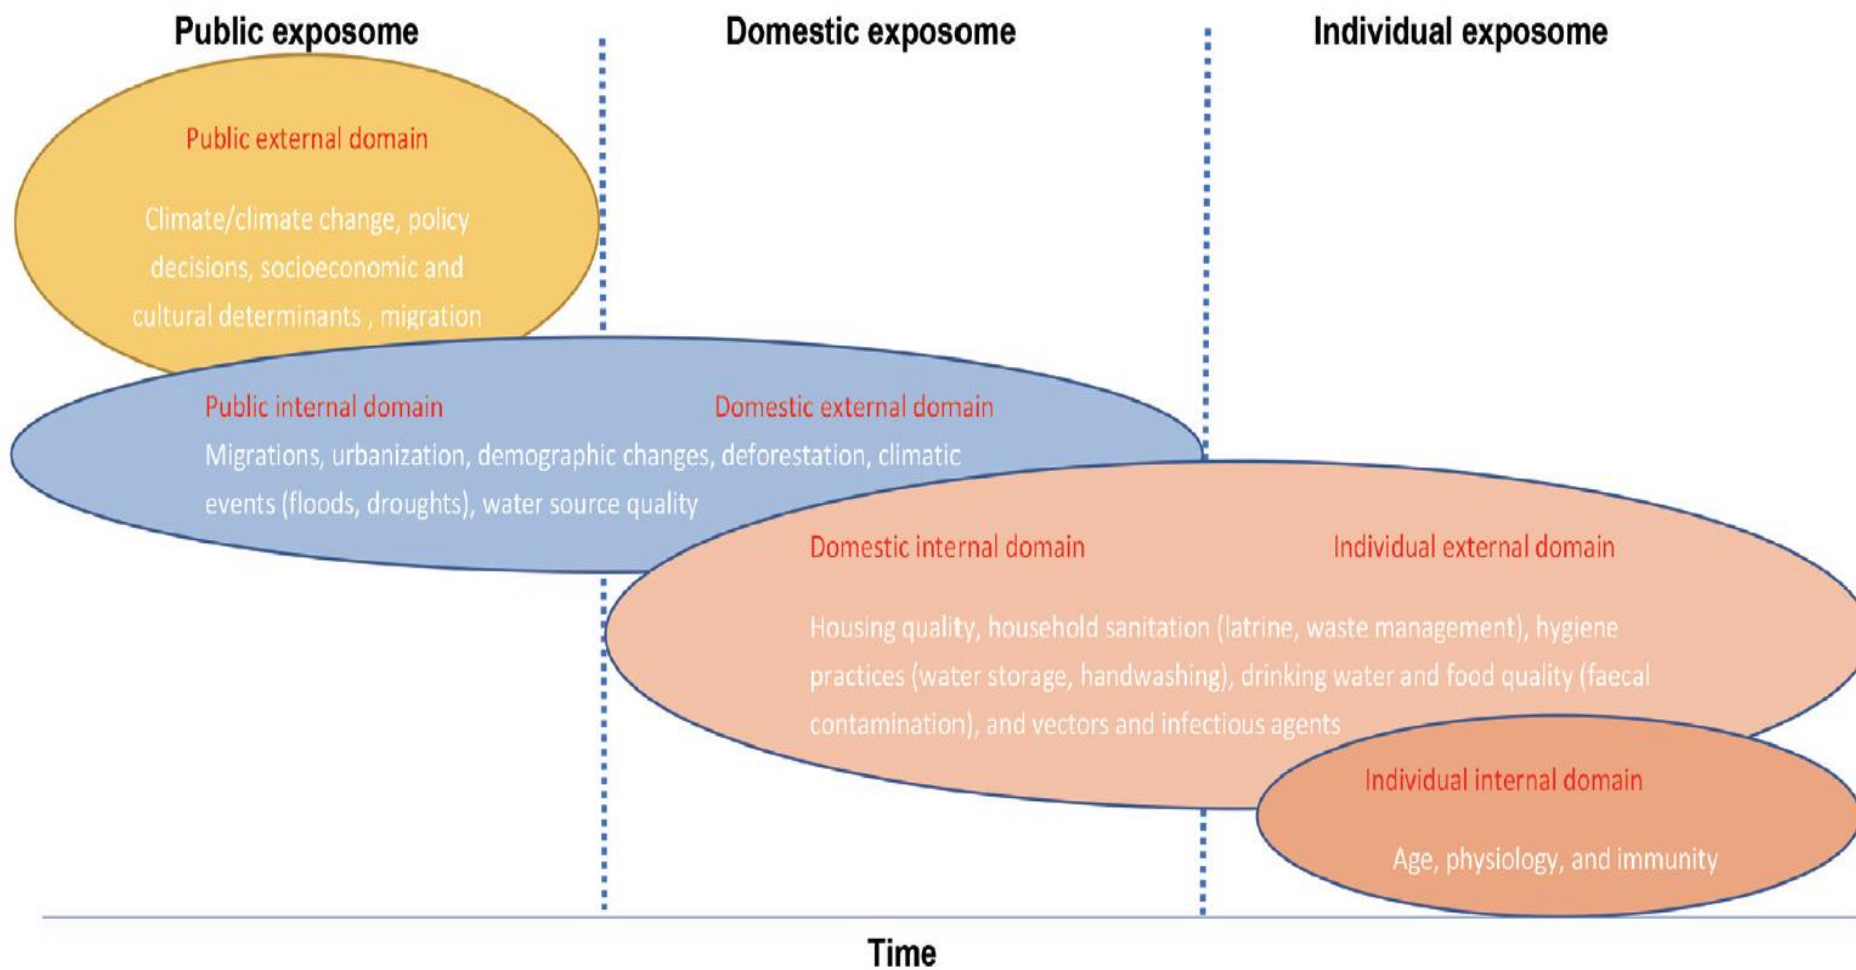 Public exposome
Domestic exposome
Individual exposome
Public external domain
Climate/climate change, policy
decisions, socioeconomic and
cultural determinants , migration
Public internal domain
Domestic external domain
Migrations, urbanization, demographic changes, deforestation, climatic
events (floods, droughts), water source quality
Domestic internal domain
Individual external domain
Housing quality, household sanitation (latrine, waste management), hygiene
practices (water storage, handwashing), drinking water and food quality (faecal
contamination), and vectors and infectious agents
Individual internal domain
Age, physiology, and immunity
Time